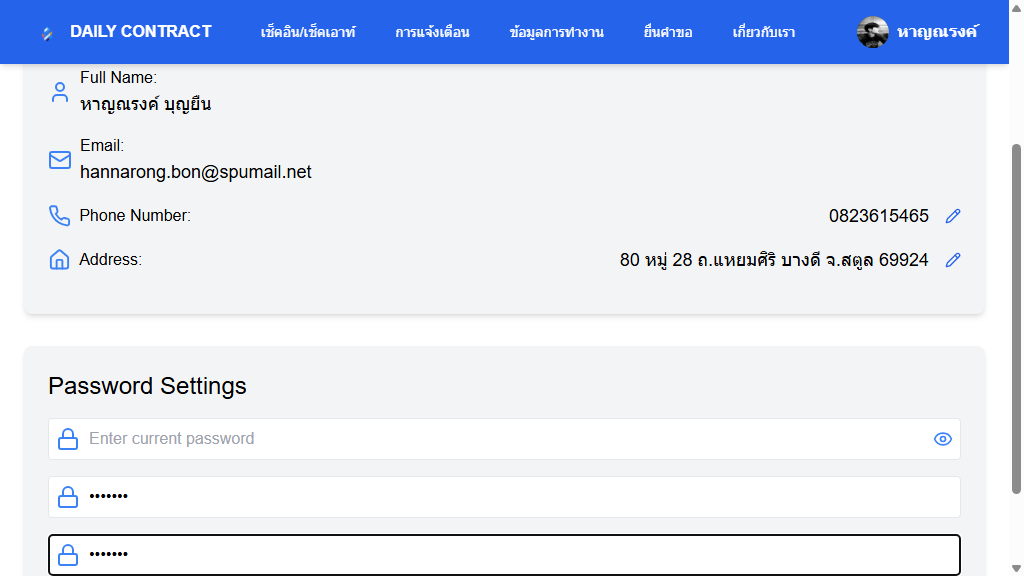 DAILY CONTRACT
เช็คอิน/เช็คเอาท์
การแจ้งเตือน
ข้อมูลการทำงาน
ยื่นคำขอ
เกี่ยวกับเรา
หาญณรงค์
Full Name:
หาญณรงค์ บุญยืน
Email:
hannarong.bon@spumail.net
Phone Number: 0823615465
Address: 80 หมู่ 28 ถ.แหยมศิริ บางดี จ.สตูล 69924
Password Settings
Enter current password
•••••••
•••••••